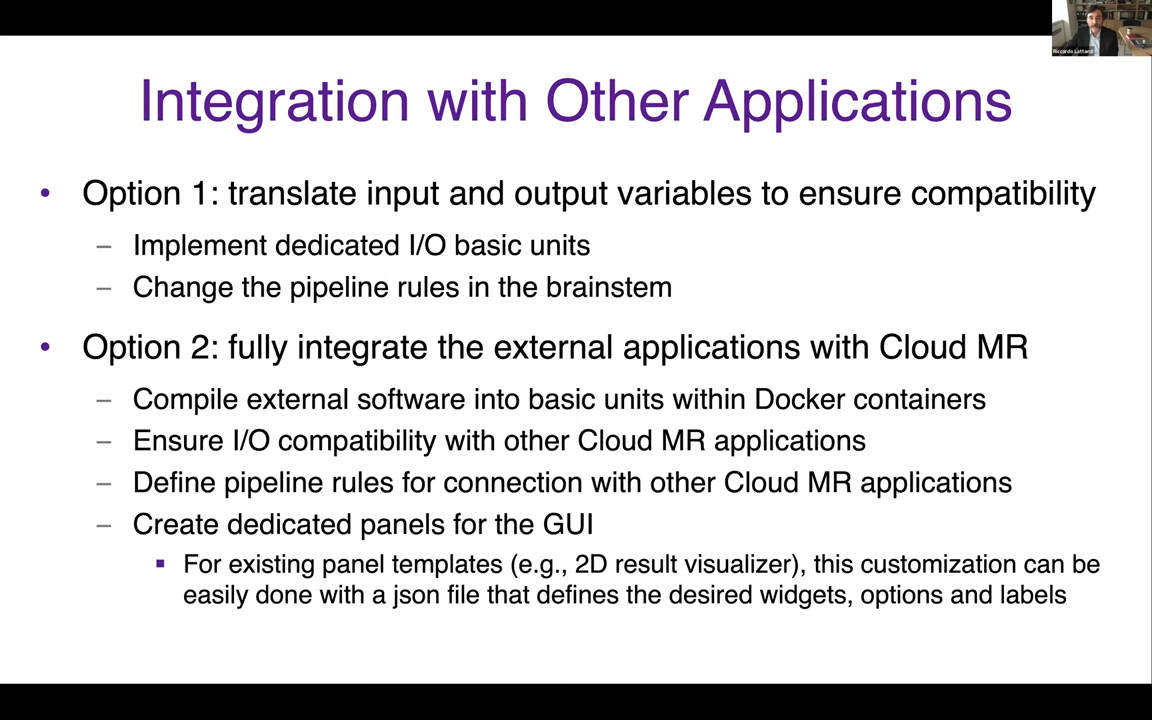 Riccardo Lattanzi
Integration with Other Applications
• Option 1: translate input and output variables to ensure compatibility
– Implement dedicated I/O basic units
– Change the pipeline rules in the brainstem
• Option 2: fully integrate the external applications with Cloud MR
– Compile external software into basic units within Docker containers
– Ensure I/O compatibility with other Cloud MR applications
– Define pipeline rules for connection with other Cloud MR applications
– Create dedicated panels for the GUI
▪ For existing panel templates (e.g., 2D result visualizer), this customization can be
easily done with a json file that defines the desired widgets, options and labels